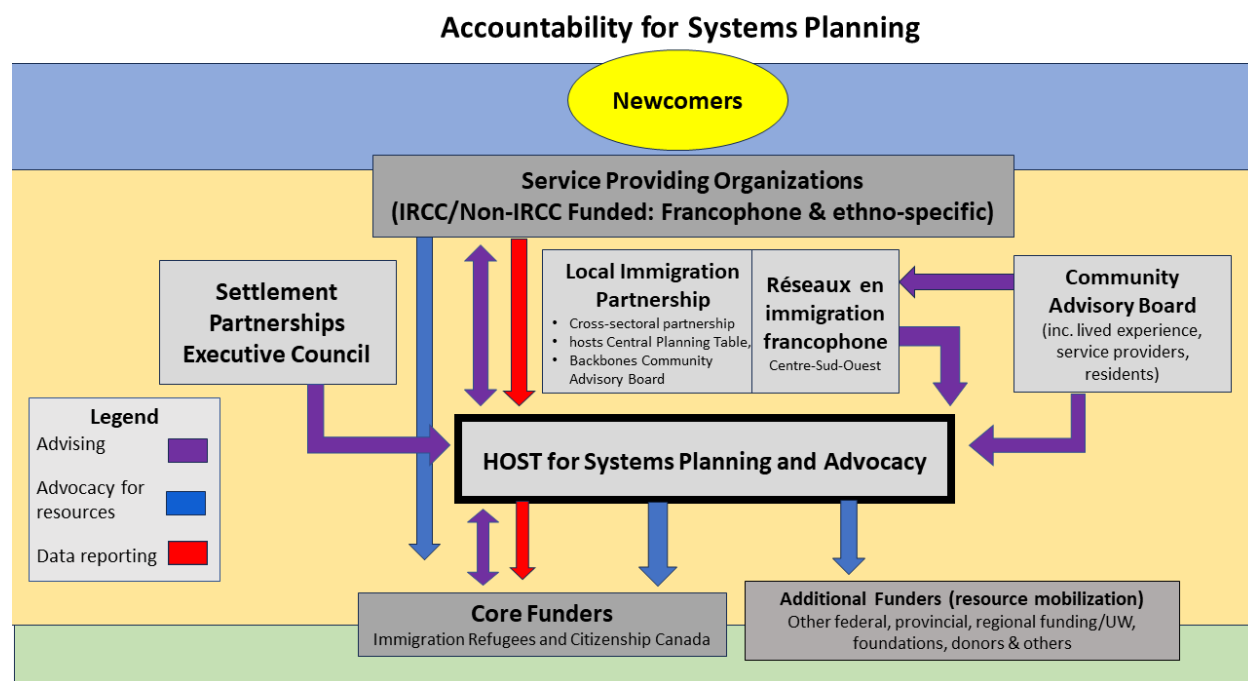 Accountability for Systems Planning
Newcomers
Service Providing Organizations
(IRCC/Non-IRCC Funded: Francophone & ethno-specific)
Settlement
Partnerships
Executive Council
Local Immigration
Partnership
• Cross-sectoral partnership
• hosts Central Planning Table,
• Backbones Community
Advisory Board
Réseaux en
immigration
francophone
Centre-Sud-Ouest
Community
Advisory Board
(inc. lived experience,
service providers,
residents)
Legend
Advising
Advocacy for
resources
Data reporting
HOST for Systems Planning and Advocacy
Core Funders
Immigration Refugees and Citizenship Canada
Additional Funders (resource mobilization)
Other federal, provincial, regional funding/UW,
foundations, donors & others